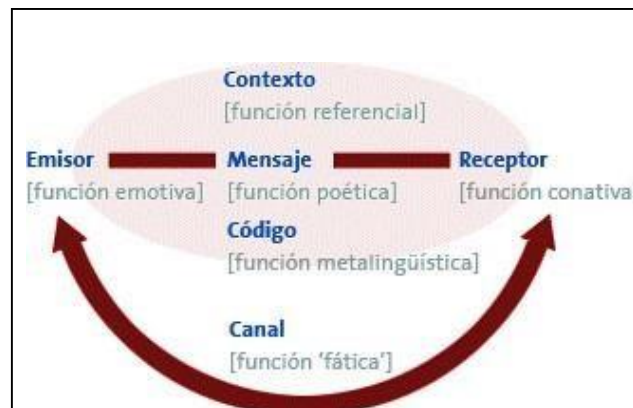 Contexto
[función referencial]
Emisor Mensaje Receptor
[función emotiva] [función poética] [función conativa
Código
[función metalingüística]
Canal
[función ‘fática’]